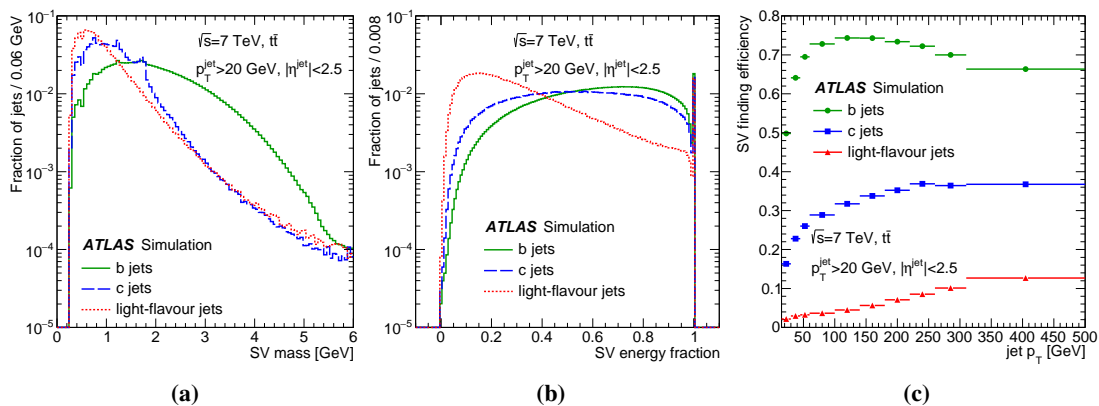 Fraction of jets / 0.06 GeV
10⁻¹
10⁻²
10⁻³
10⁻⁴
10⁻⁵
√s=7 TeV, tt̄
p_T^jet>20 GeV, |η^jet|<2.5
ATLAS Simulation
b jets
c jets
light-flavour jets
0 1 2 3 4 5 6
SV mass [GeV]
(a)
Fraction of jets / 0.008
10⁻¹
10⁻²
10⁻³
10⁻⁴
10⁻⁵
√s=7 TeV, tt̄
p_T^jet>20 GeV, |η^jet|<2.5
ATLAS Simulation
b jets
c jets
light-flavour jets
0 0.2 0.4 0.6 0.8 1
SV energy fraction
(b)
SV finding efficiency
0.8
0.7
0.6
0.5
0.4
0.3
0.2
0.1
0
ATLAS Simulation
b jets
c jets
light-flavour jets
√s=7 TeV, tt̄
p_T^jet>20 GeV, |η^jet|<2.5
50 100 150 200 250 300 350 400 450 500
jet p_T [GeV]
(c)